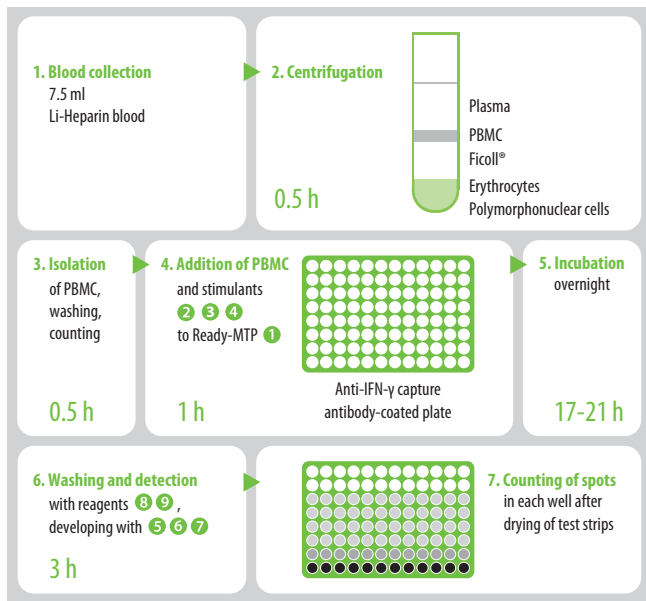 1. Blood collection
7.5 ml
Li-Heparin blood
2. Centrifugation
0.5 h
Plasma
PBMC
Ficoll®
Erythrocytes
Polymorphonuclear cells
3. Isolation
of PBMC,
washing,
counting
0.5 h
4. Addition of PBMC
and stimulants
2 3 4
to Ready-MTP 1
1 h
Anti-IFN-γ capture
antibody-coated plate
5. Incubation
overnight
17-21 h
6. Washing and detection
with reagents 8 9 ,
developing with 5 6 7
3 h
7. Counting of spots
in each well after
drying of test strips